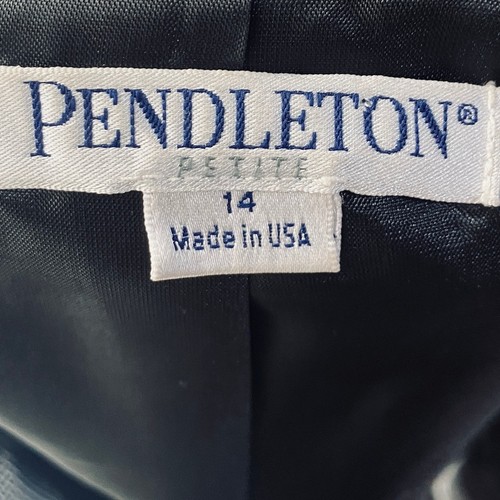 PENDLETON®
PETITE
14
Made in USA